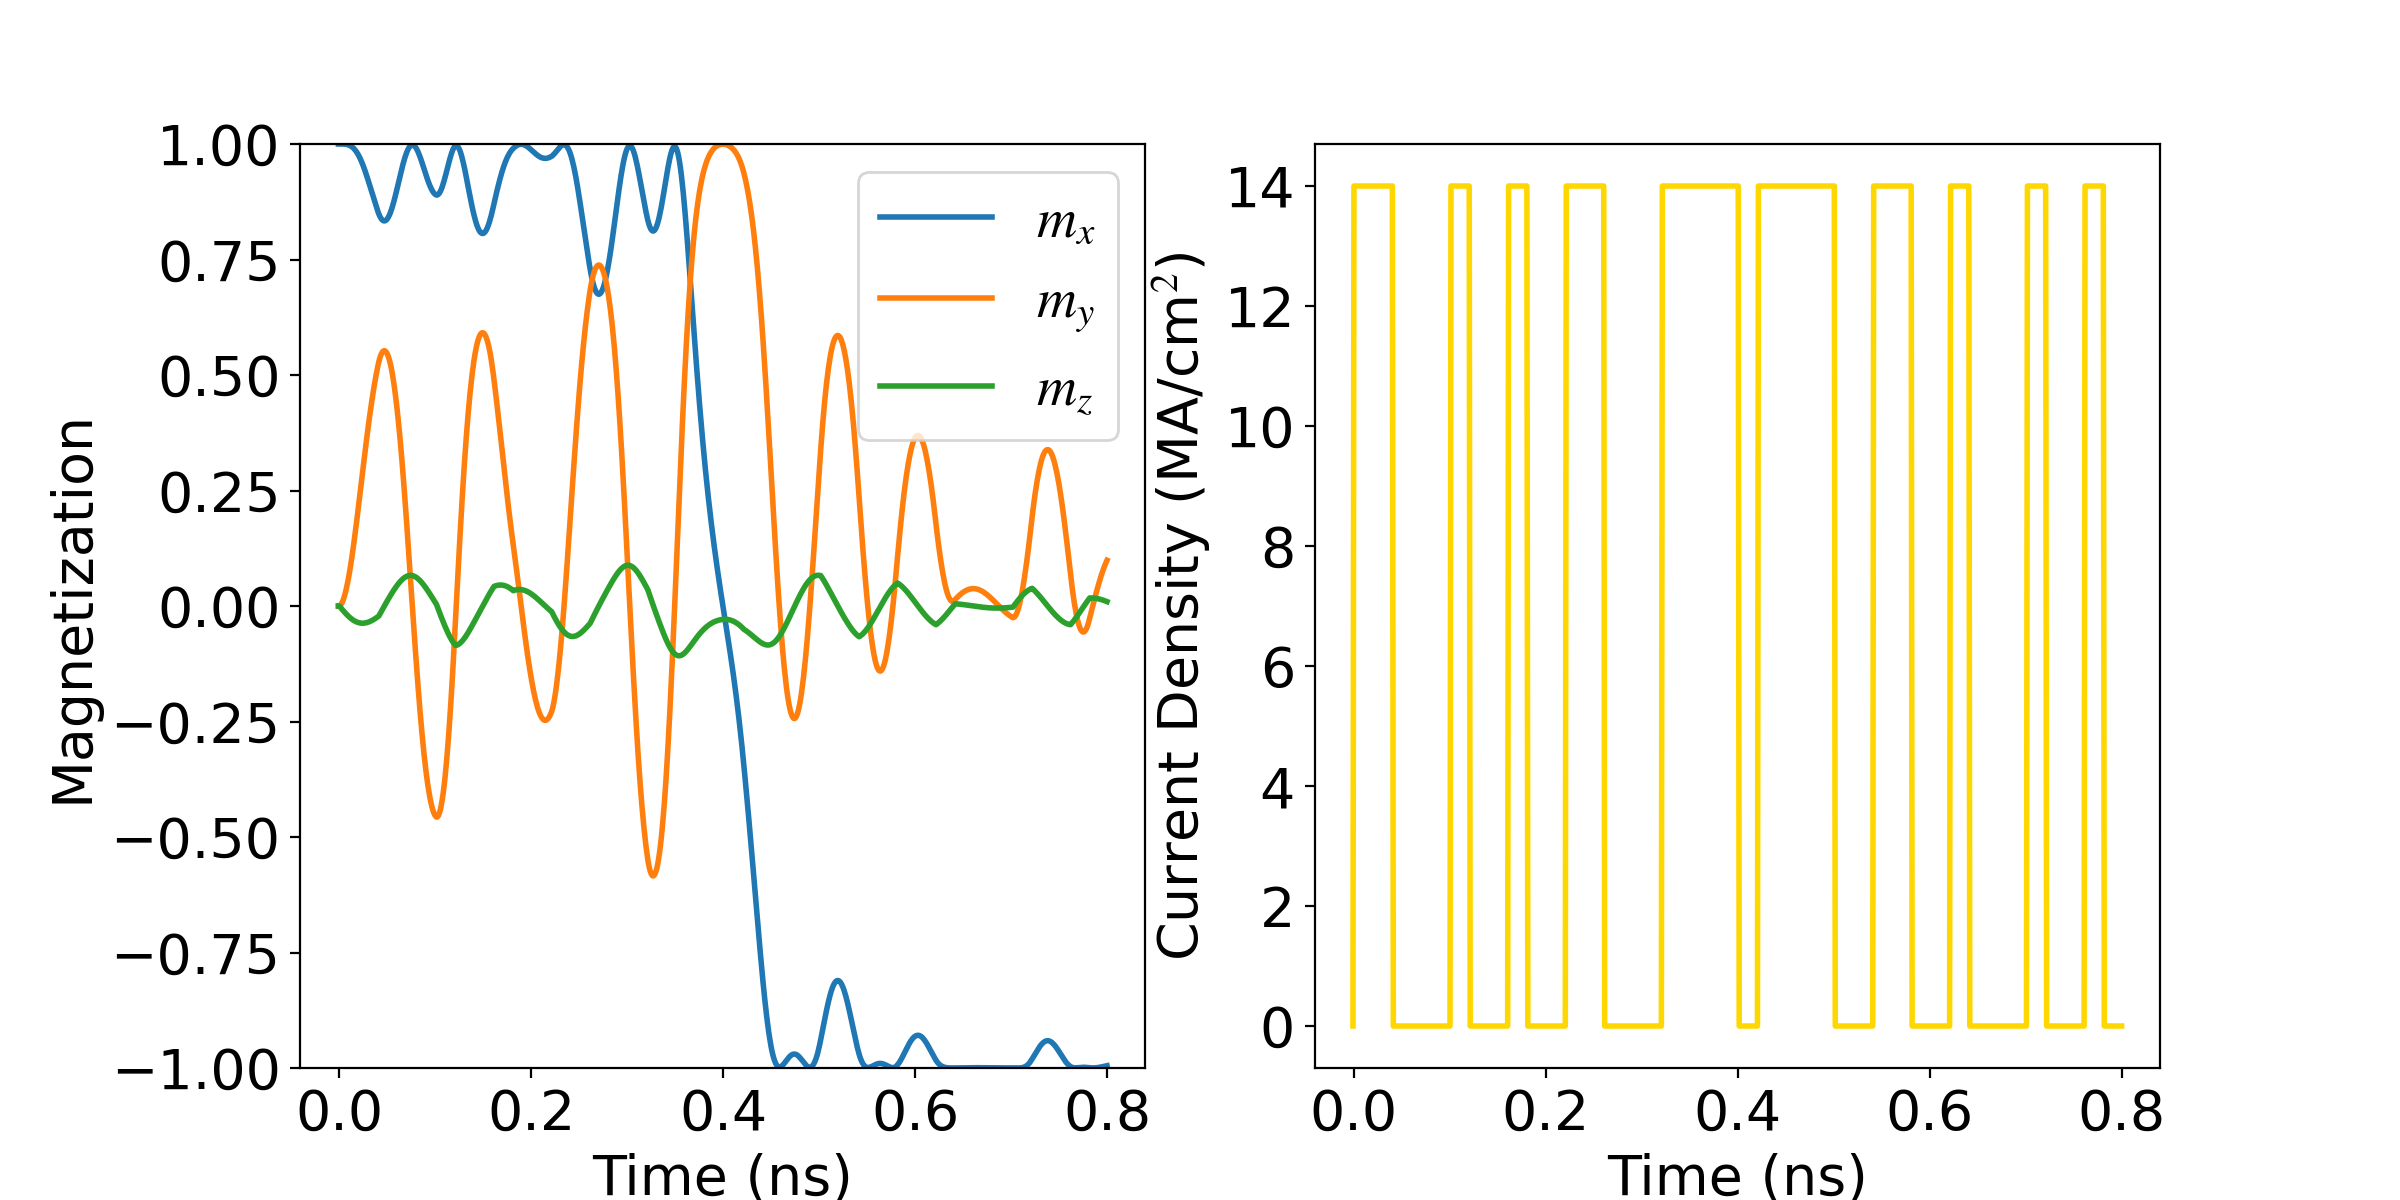 1.00
0.75
0.50
0.25
0.00
−0.25
−0.50
−0.75
−1.00
Magnetization
0.0 0.2 0.4 0.6 0.8
Time (ns)
m_x
m_y
m_z
14
12
10
8
6
4
2
0
Current Density (MA/cm²)
0.0 0.2 0.4 0.6 0.8
Time (ns)